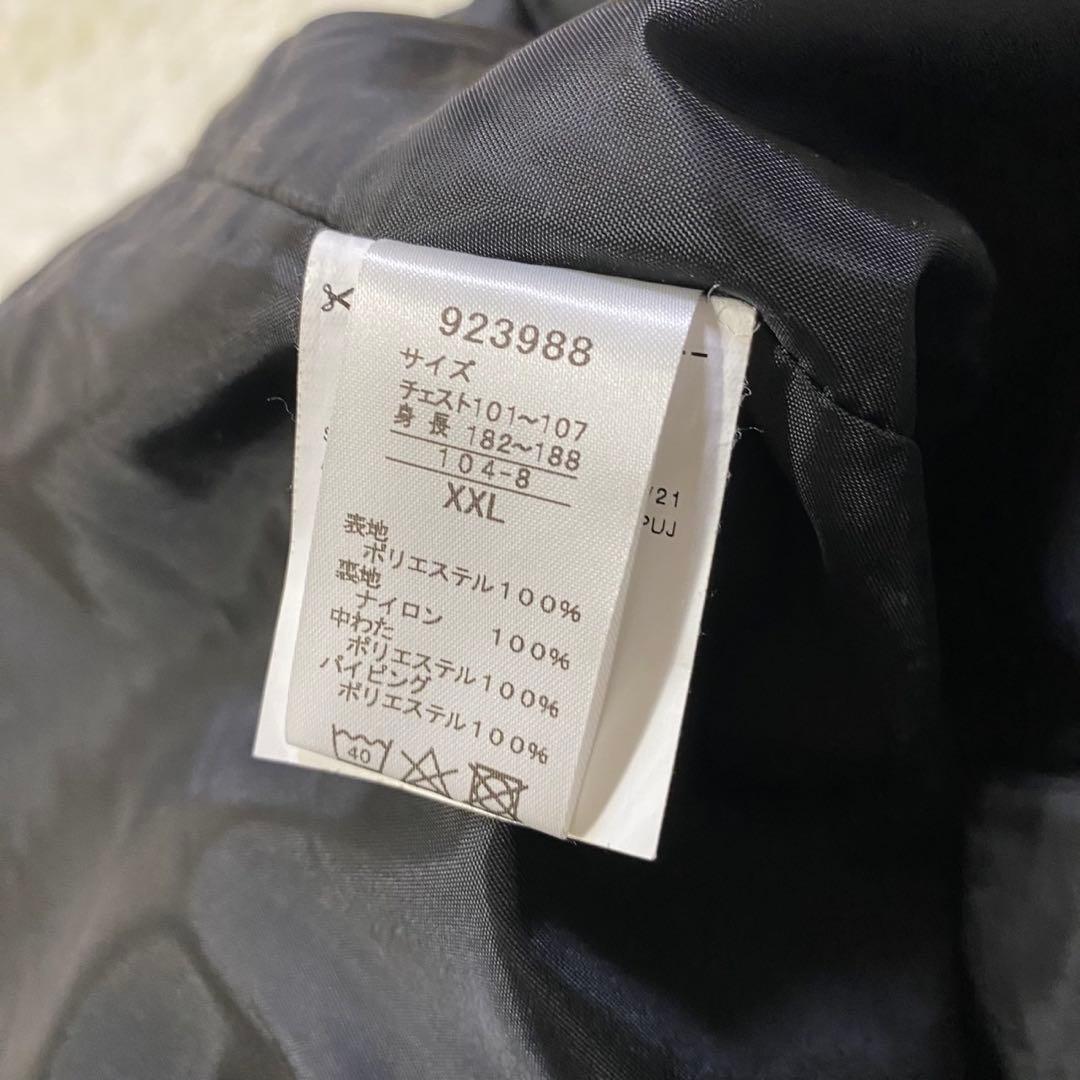 923988
サイズ
チェスト101〜107
身長 182〜188
104-8
XXL
表地
ポリエステル100%
裏地
ナイロン 100%
中わた
ポリエステル100%
パイピング
ポリエステル100%
40
/21
PUJ